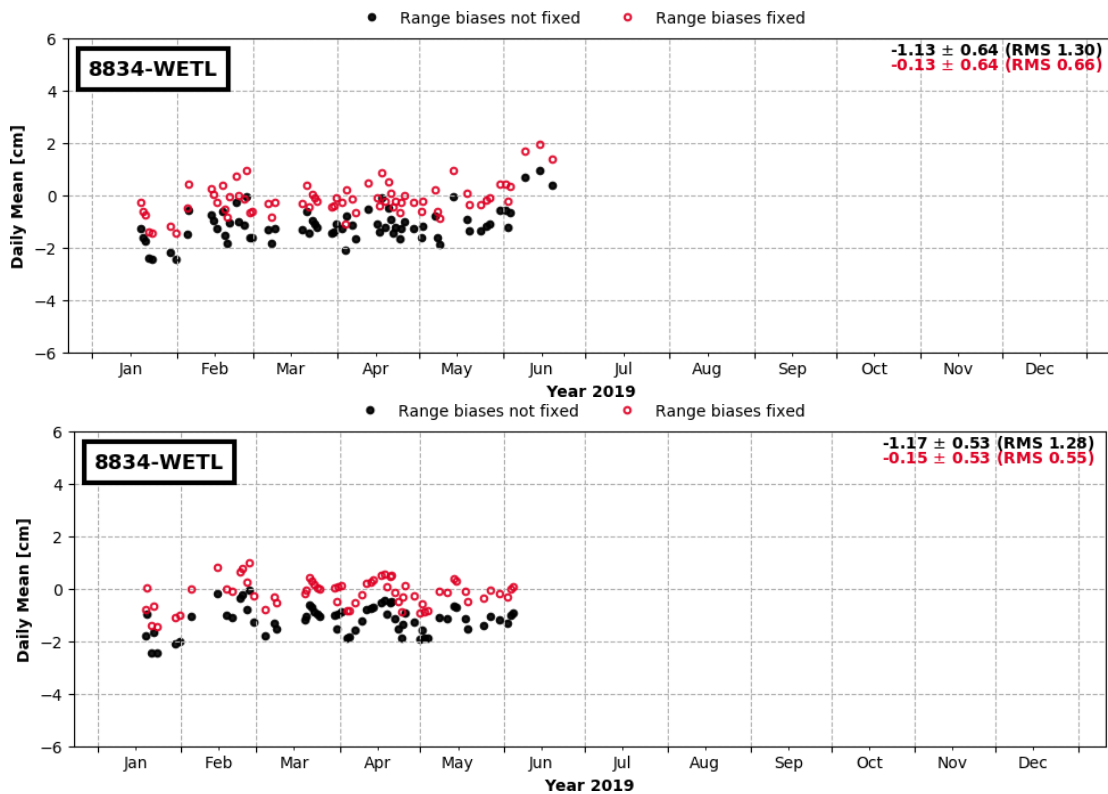 Range biases not fixed Range biases fixed
6
8834-WETL
-1.13 ± 0.64 (RMS 1.30)
-0.13 ± 0.64 (RMS 0.66)
4
2
0
−2
−4
−6
Daily Mean [cm]
Jan Feb Mar Apr May Jun Jul Aug Sep Oct Nov Dec
Year 2019
Range biases not fixed Range biases fixed
6
8834-WETL
-1.17 ± 0.53 (RMS 1.28)
-0.15 ± 0.53 (RMS 0.55)
4
2
0
−2
−4
−6
Daily Mean [cm]
Jan Feb Mar Apr May Jun Jul Aug Sep Oct Nov Dec
Year 2019